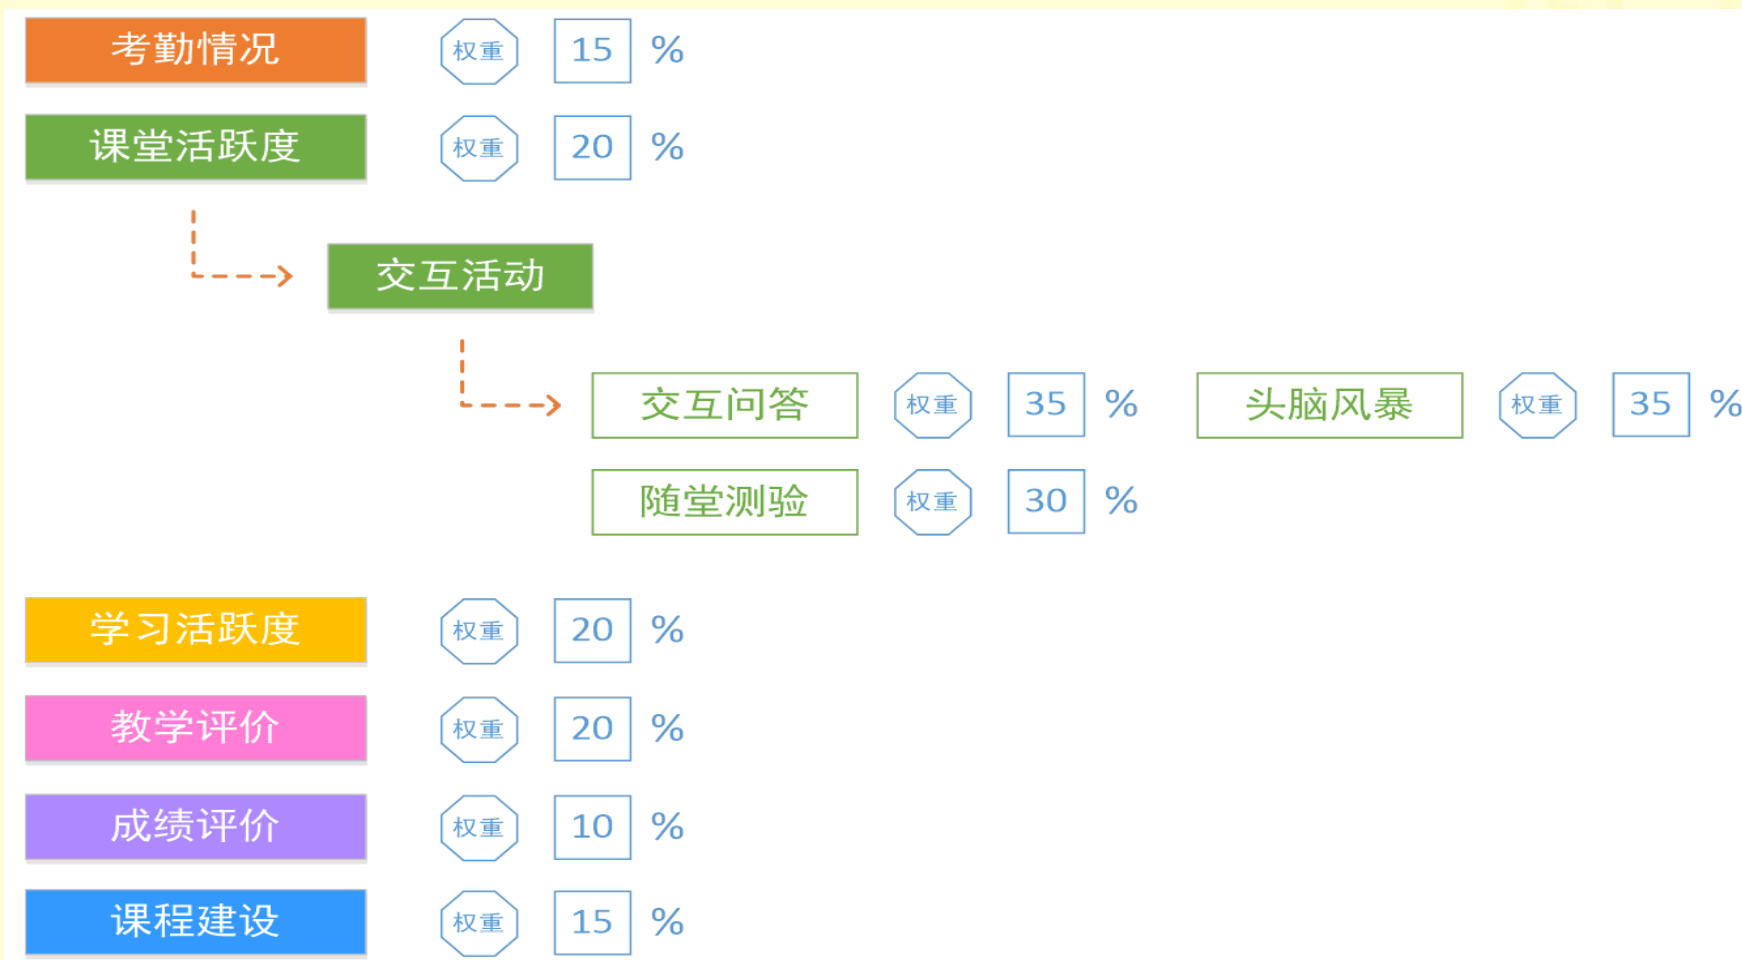 考勤情况 权重 15 %
课堂活跃度 权重 20 %
交互活动
交互问答 权重 35 % 头脑风暴 权重 35 %
随堂测验 权重 30 %
学习活跃度 权重 20 %
教学评价 权重 20 %
成绩评价 权重 10 %
课程建设 权重 15 %